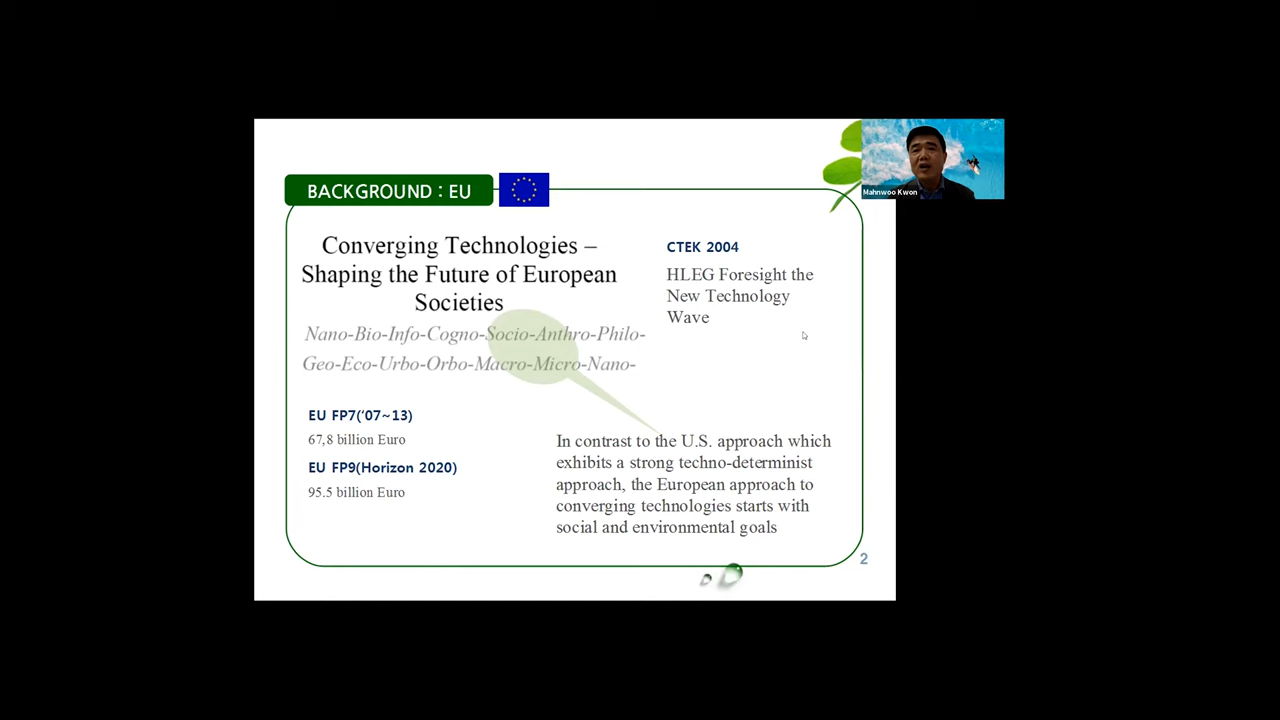 BACKGROUND : EU
Mahnwoo Kwon
Converging Technologies –
Shaping the Future of European
Societies
Nano-Bio-Info-Cogno-Socio-Anthro-Philo-
Geo-Eco-Urbo-Orbo-Macro-Micro-Nano-
CTEK 2004
HLEG Foresight the
New Technology
Wave
EU FP7(‘07~13)
67,8 billion Euro
EU FP9(Horizon 2020)
95.5 billion Euro
In contrast to the U.S. approach which
exhibits a strong techno-determinist
approach, the European approach to
converging technologies starts with
social and environmental goals
2